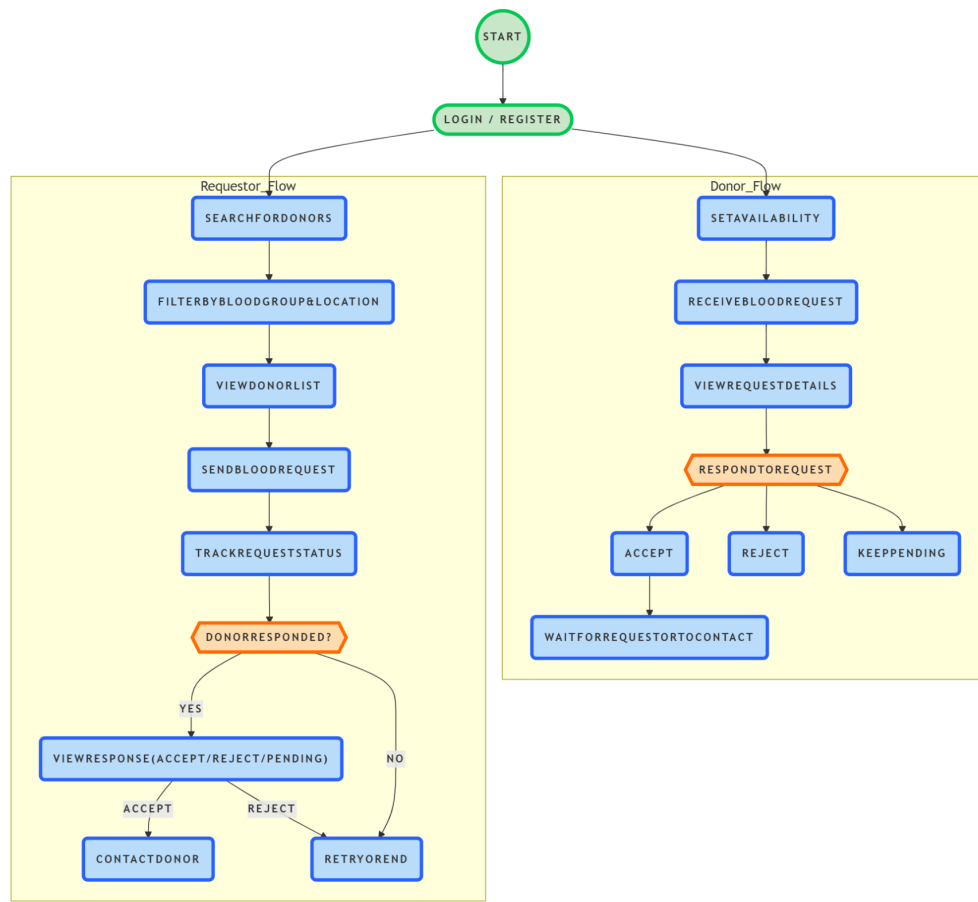 START
LOGIN / REGISTER
Requestor_Flow
SEARCHFORDONORS
FILTERBYBLOODGROUP&LOCATION
VIEWDONORLIST
SENDBLOODREQUEST
TRACKREQUESTSTATUS
DONORRESPONDED?
YES
NO
VIEWRESPONSE(ACCEPT/REJECT/PENDING)
ACCEPT
REJECT
CONTACTDONOR
RETRYOREND
Donor_Flow
SETAVAILABILITY
RECEIVEBLOODREQUEST
VIEWREQUESTDETAILS
RESPONDTOREQUEST
ACCEPT
REJECT
KEEPPENDING
WAITFORREQUESTORTOCONTACT